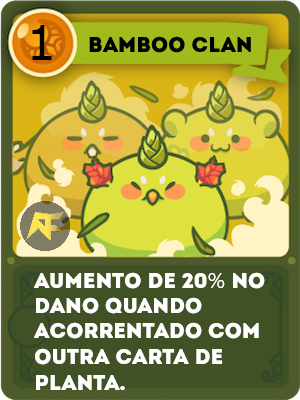 1
BAMBOO CLAN
AUMENTO DE 20% NO
DANO QUANDO
ACORRENTADO COM
OUTRA CARTA DE
PLANTA.